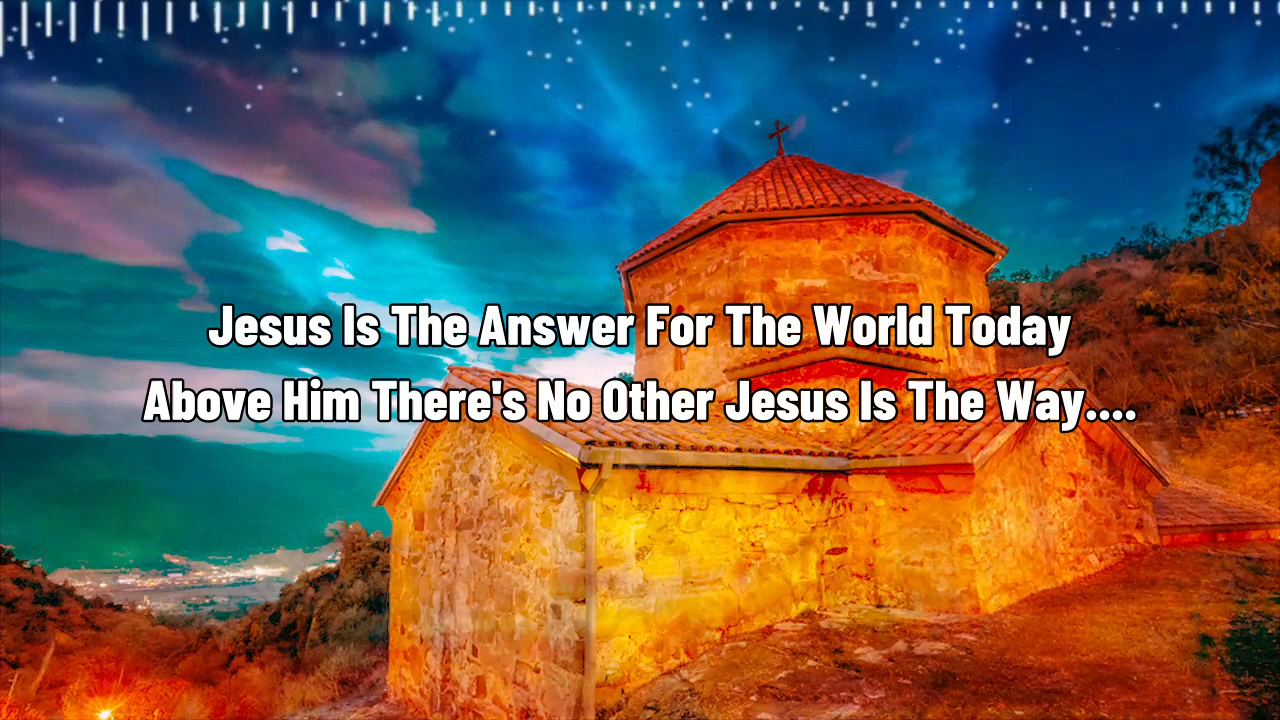 Jesus Is The Answer For The World Today
Above Him There's No Other Jesus Is The Way....